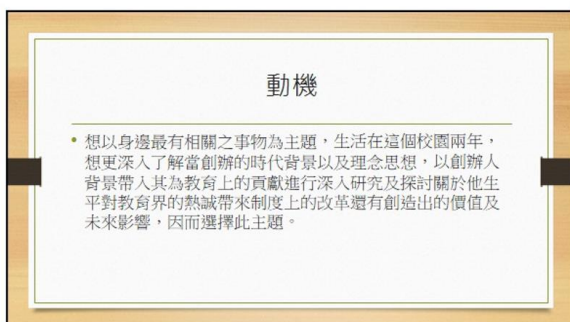 動機
• 想以身邊最有相關之事物為主題，生活在這個校園兩年，
想更深入了解當創辦的時代背景以及理念思想，以創辦人
背景帶入其為教育上的貢獻進行深入研究及探討關於他生
平對教育界的熱誠帶來制度上的改革還有創造出的價值及
未來影響，因而選擇此主題。